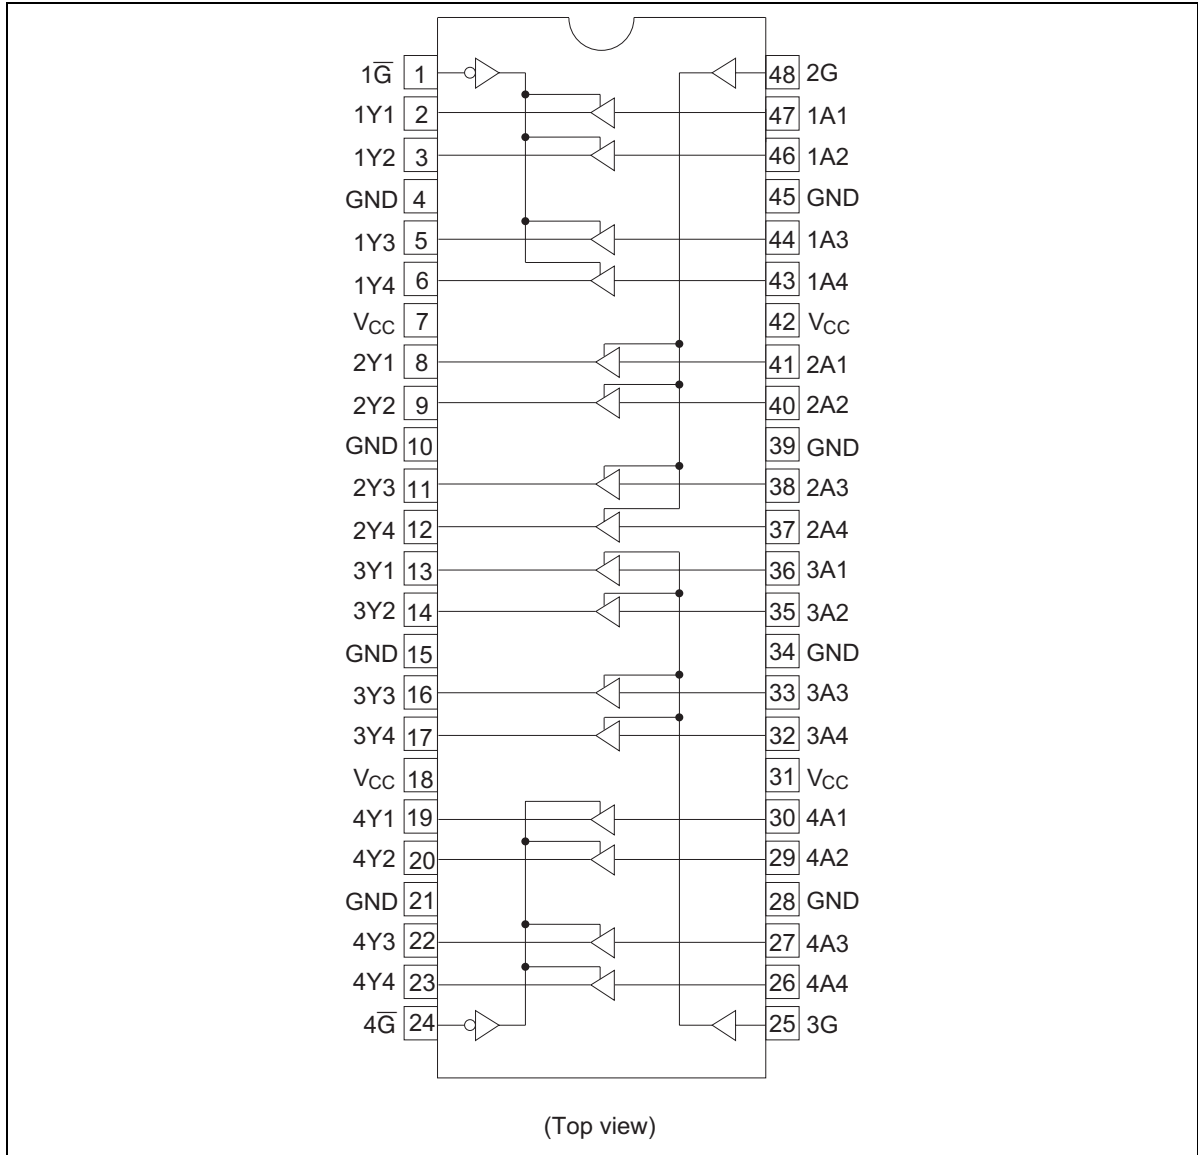 1G̅ 1 48 2G
1Y1 2 47 1A1
1Y2 3 46 1A2
GND 4 45 GND
1Y3 5 44 1A3
1Y4 6 43 1A4
VCC 7 42 VCC
2Y1 8 41 2A1
2Y2 9 40 2A2
GND 10 39 GND
2Y3 11 38 2A3
2Y4 12 37 2A4
3Y1 13 36 3A1
3Y2 14 35 3A2
GND 15 34 GND
3Y3 16 33 3A3
3Y4 17 32 3A4
VCC 18 31 VCC
4Y1 19 30 4A1
4Y2 20 29 4A2
GND 21 28 GND
4Y3 22 27 4A3
4Y4 23 26 4A4
4G̅ 24 25 3G
(Top view)